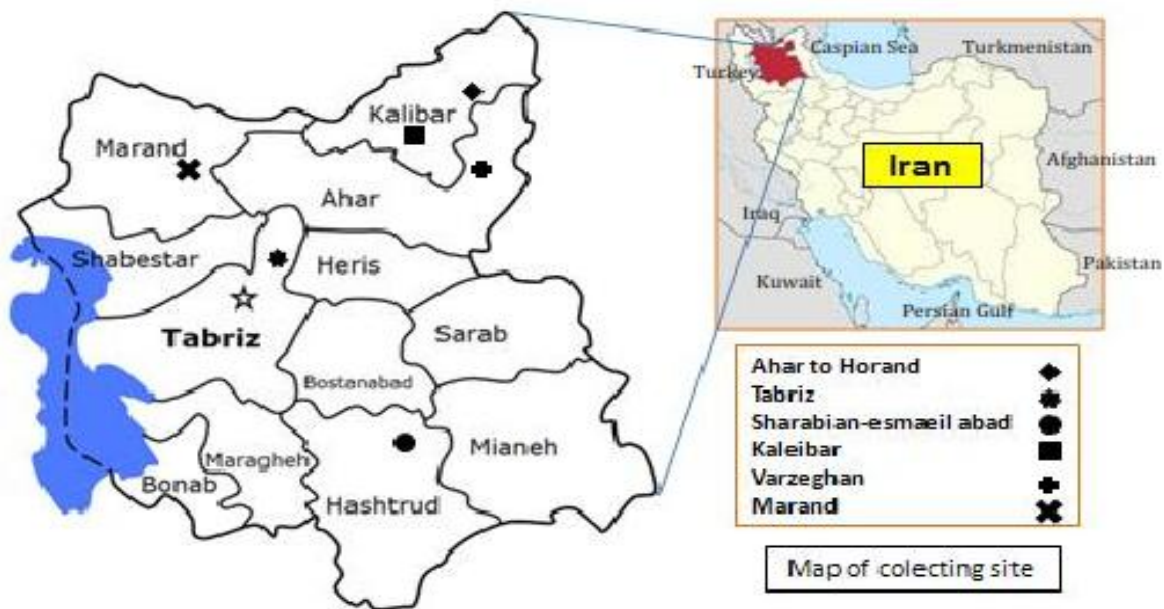 Kalibar
Marand
Ahar
Shabestar
Heris
Tabriz
Sarab
Bostanabad
Mianeh
Maragheh
Bonab
Hashtrud
Caspian Sea
Turkmenistan
Turkey
Iran
Afghanistan
Iraq
Pakistan
Kuwait
Persian Gulf
Ahar to Horand
Tabriz
Sharabian-esmaeil abad
Kaleibar
Varzeghan
Marand
Map of colecting site